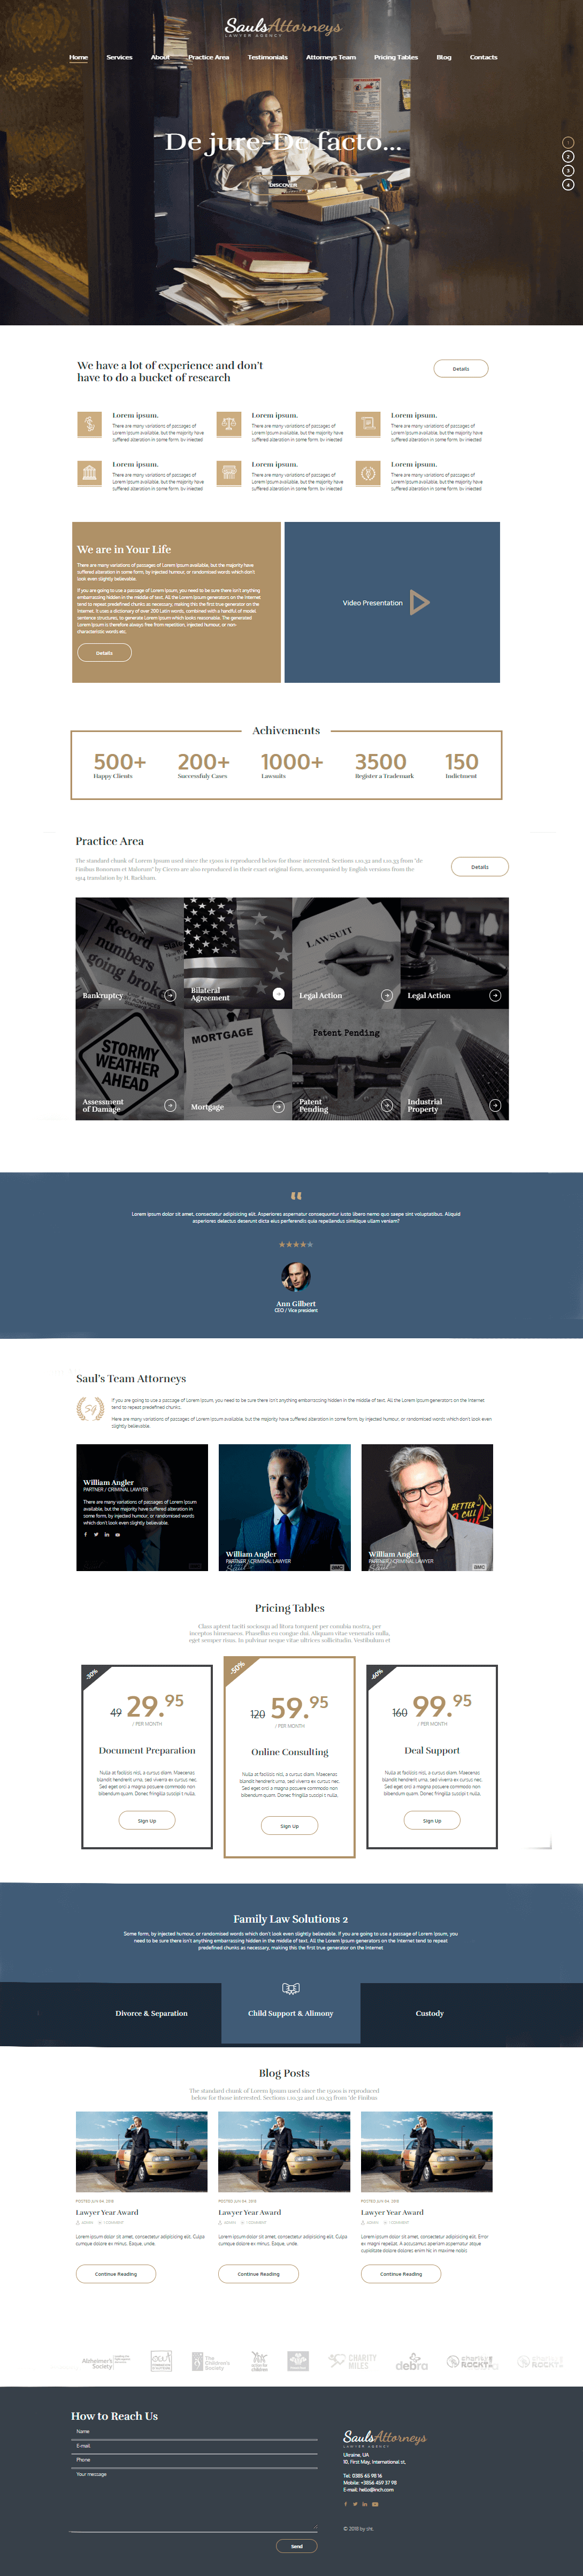 SaulsAttorneys
LAWYER AGENCY
Home Services About Practice Area Testimonials Attorneys Team Pricing Tables Blog Contacts
De jure-De facto...
DISCOVER
1
2
3
4
We have a lot of experience and don't
have to do a bucket of research
Details
Lorem ipsum.
There are many variations of passages of
Lorem Ipsum available, but the majority have
suffered alteration in some form, by injected
Lorem ipsum.
There are many variations of passages of
Lorem Ipsum available, but the majority have
suffered alteration in some form, by injected
Lorem ipsum.
There are many variations of passages of
Lorem Ipsum available, but the majority have
suffered alteration in some form, by injected
Lorem ipsum.
There are many variations of passages of
Lorem Ipsum available, but the majority have
suffered alteration in some form, by injected
Lorem ipsum.
There are many variations of passages of
Lorem Ipsum available, but the majority have
suffered alteration in some form, by injected
Lorem ipsum.
There are many variations of passages of
Lorem Ipsum available, but the majority have
suffered alteration in some form, by injected
We are in Your Life
There are many variations of passages of Lorem Ipsum available, but the majority have
suffered alteration in some form, by injected humour, or randomised words which don't
look even slightly believable.
If you are going to use a passage of Lorem Ipsum, you need to be sure there isn't anything
embarrassing hidden in the middle of text. All the Lorem Ipsum generators on the Internet
tend to repeat predefined chunks as necessary, making this the first true generator on the
Internet. It uses a dictionary of over 200 Latin words, combined with a handful of model
sentence structures, to generate Lorem Ipsum which looks reasonable. The generated
Lorem Ipsum is therefore always free from repetition, injected humour, or non-
characteristic words etc.
Details
Video Presentation
Achivements
500+ 200+ 1000+ 3500 150
Happy Clients Successfuly Cases Lawsuits Register a Trademark Indictment
Practice Area
The standard chunk of Lorem Ipsum used since the 1500s is reproduced below for those interested. Sections 1.10.32 and 1.10.33 from "de
Finibus Bonorum et Malorum" by Cicero are also reproduced in their exact original form, accompanied by English versions from the
1914 translation by H. Rackham.
Details
Record
numbers
going broke
Bankruptcy
Bilateral
Agreement
LAWSUIT
Legal Action
Legal Action
STORMY
WEATHER
AHEAD
Assessment
of Damage
MORTGAGE
Mortgage
Patent Pending
Patent
Pending
Industrial
Property
Lorem ipsum dolor sit amet, consectetur adipisicing elit. Asperiores aspernatur consequuntur iusto libero nemo quo saepe sint voluptatibus. Aliquid
asperiores delectus deserunt dicta eius perferendis quia repellendus similique ullam veniam?
Ann Gilbert
CEO / Vice president
Saul's Team Attorneys
If you are going to use a passage of Lorem Ipsum, you need to be sure there isn't anything embarrassing hidden in the middle of text. All the Lorem Ipsum generators on the Internet
tend to repeat predefined chunks.
Here are many variations of passages of Lorem Ipsum available, but the majority have suffered alteration in some form, by injected humour, or randomised words which don't look even
slightly believable.
William Angler
PARTNER / CRIMINAL LAWYER
There are many variations of passages of Lorem
Ipsum available, but the majority have suffered alteration in
some form, by injected humour, or randomised words
which don't look even slightly believable
William Angler
PARTNER / CRIMINAL LAWYER
AMC
BETTER
CALL
William Angler
PARTNER / CRIMINAL LAWYER
AMC
Pricing Tables
Class aptent taciti sociosqu ad litora torquent per conubia nostra, per
inceptos himenaeos. Phasellus eu congue dui. Aliquam vitae venenatis nulla,
eget semper risus. In pulvinar neque vitae ultrices sollicitudin. Vestibulum et
-30%
49 29.95
/ PER MONTH
Document Preparation
Nulla at facilisis nisl, a cursus diam. Maecenas
blandit hendrerit urna, sed viverra ex cursus nec.
Sed eget orci a magna posuere commodo non
bibendum quam. Donec fringilla suscipit nulla.
Sign Up
-50%
120 59.95
/ PER MONTH
Online Consulting
Nulla at facilisis nisl, a cursus diam. Maecenas
blandit hendrerit urna, sed viverra ex cursus nec.
Sed eget orci a magna posuere commodo non
bibendum quam. Donec fringilla suscipit nulla.
Sign Up
-60%
160 99.95
/ PER MONTH
Deal Support
Nulla at facilisis nisl, a cursus diam. Maecenas
blandit hendrerit urna, sed viverra ex cursus nec.
Sed eget orci a magna posuere commodo non
bibendum quam. Donec fringilla suscipit nulla.
Sign Up
Family Law Solutions 2
Some form, by injected humour, or randomised words which don't look even slightly believable. If you are going to use a passage of Lorem Ipsum, you
need to be sure there isn't anything embarrassing hidden in the middle of text. All the Lorem Ipsum generators on the Internet tend to repeat
predefined chunks as necessary, making this the first true generator on the Internet
Divorce & Separation
Child Support & Alimony
Custody
Blog Posts
The standard chunk of Lorem Ipsum used since the 1500s is reproduced
below for those interested. Sections 1.10.32 and 1.10.33 from "de Finibus
POSTED JUN 04, 2018
Lawyer Year Award
ADMIN 1 COMMENT
Lorem ipsum dolor sit amet, consectetur adipisicing elit. Culpa
cumque dolore ex minus. Eaque, unde.
Continue Reading
POSTED JUN 04, 2018
Lawyer Year Award
ADMIN 1 COMMENT
Lorem ipsum dolor sit amet, consectetur adipisicing elit. Culpa
cumque dolore ex minus. Eaque, unde.
Continue Reading
POSTED JUN 04, 2018
Lawyer Year Award
ADMIN 1 COMMENT
Lorem ipsum dolor sit amet, consectetur adipisicing elit. Error
ex magni repellat. A accusamus aperiam aspernatur atque
cupiditate dolore dolorem enim hic in maxime nobis
Continue Reading
Alzheimer's
Society
The
Children's
Society
CHARITY
MILES
debra
sharks
ROCK!
How to Reach Us
Name
E-mail
Phone
Your message
Send
SaulsAttorneys
LAWYER AGENCY
Ukraine, UA
10, First May, international st.
Tel: 0385 65 98 16
Mobile: +3856 459 37 98
E-mail: hello@inch.com
© 2018 by